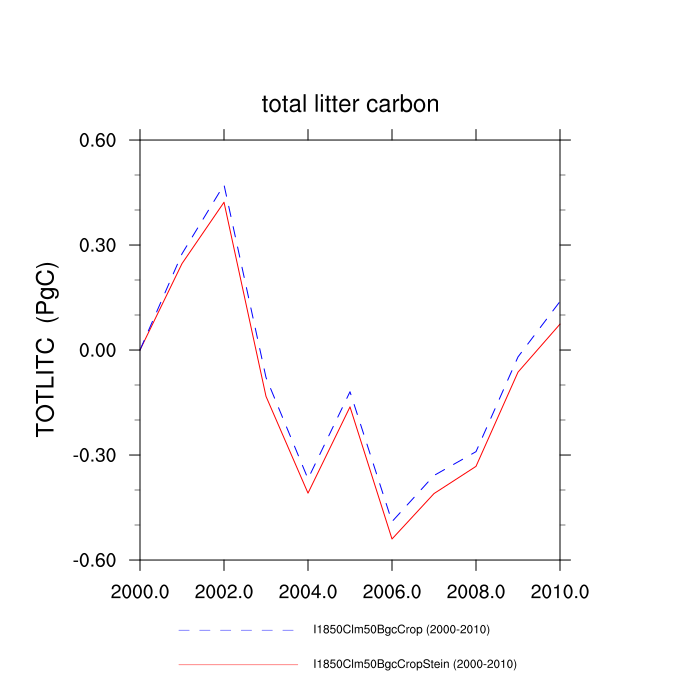 total litter carbon
0.60
0.30
0.00
-0.30
-0.60
TOTLITC (PgC)
2000.0 2002.0 2004.0 2006.0 2008.0 2010.0
I1850Clm50BgcCrop (2000-2010)
I1850Clm50BgcCropStein (2000-2010)